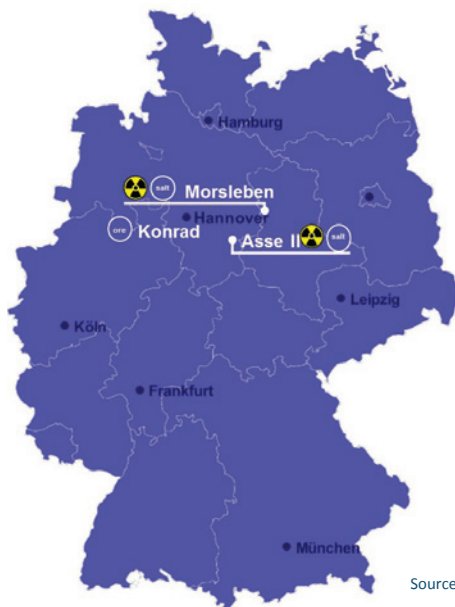 Hamburg
salt Morsleben
Hannover
ore Konrad
Asse II salt
Leipzig
Köln
Frankfurt
München
Source